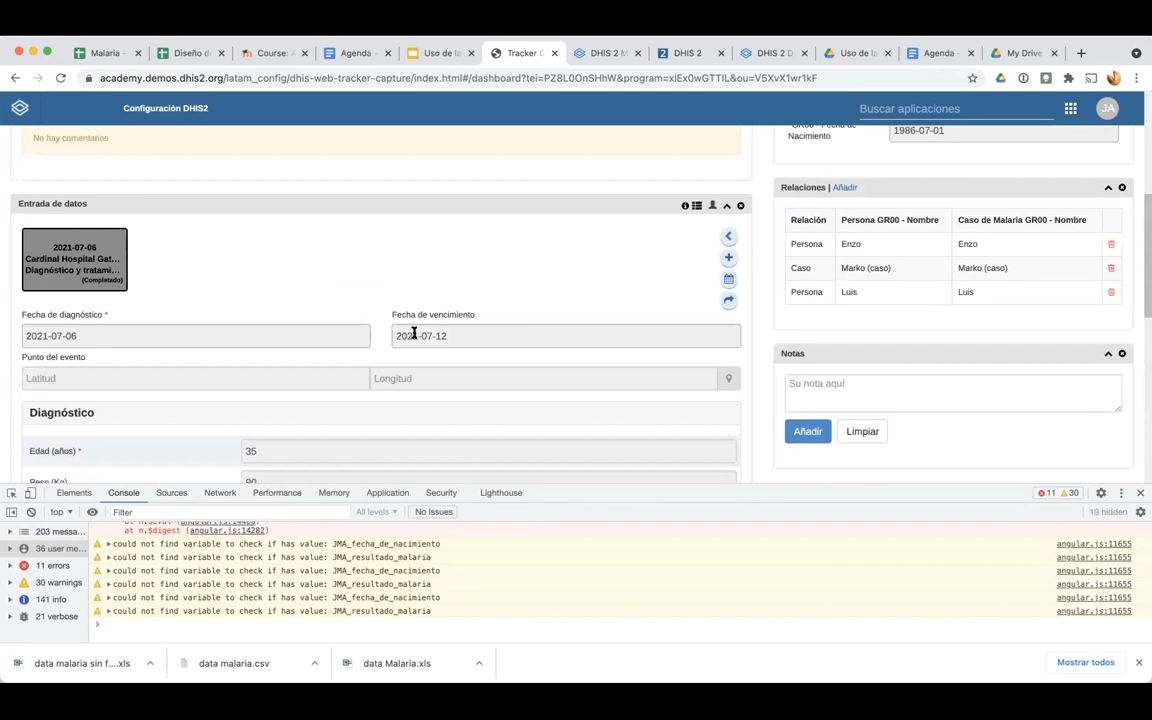 Malaria -
Diseño d
Course: A
Agenda -
Uso de la
Tracker C
DHIS 2 M
DHIS 2
DHIS 2 D
Uso de la
Agenda -
My Drive
academy.demos.dhis2.org/latam_config/dhis-web-tracker-capture/index.html#/dashboard?tei=PZ8L0OnSHhW&program=xlEx0wGTTIL&ou=V5XvX1wr1kF
Configuración DHIS2
Buscar aplicaciones
JA
No hay comentarios
GR00 - Fecha de
Nacimiento
1986-07-01
Entrada de datos
2021-07-06
Cardinal Hospital Gat...
Diagnóstico y tratami...
(Completado)
Fecha de diagnóstico *
Fecha de vencimiento
2021-07-06
2021-07-12
Punto del evento
Latitud
Longitud
Diagnóstico
Edad (años) *
35
Peso (Kg)
90
Relaciones | Añadir
Relación
Persona GR00 - Nombre
Caso de Malaria GR00 - Nombre
Persona
Enzo
Enzo
Caso
Marko (caso)
Marko (caso)
Persona
Luis
Luis
Notas
Su nota aquí
Añadir
Limpiar
Elements
Console
Sources
Network
Performance
Memory
Application
Security
Lighthouse
11
30
top
Filter
All levels
No Issues
19 hidden
203 messa...
36 user me...
11 errors
30 warnings
141 info
21 verbose
at n.$digest (angular.js:14282)
could not find variable to check if has value: JMA_fecha_de_nacimiento angular.js:11655
could not find variable to check if has value: JMA_resultado_malaria angular.js:11655
could not find variable to check if has value: JMA_fecha_de_nacimiento angular.js:11655
could not find variable to check if has value: JMA_resultado_malaria angular.js:11655
could not find variable to check if has value: JMA_fecha_de_nacimiento angular.js:11655
could not find variable to check if has value: JMA_resultado_malaria angular.js:11655
data malaria sin f....xls
data malaria.csv
data Malaria.xls
Mostrar todos